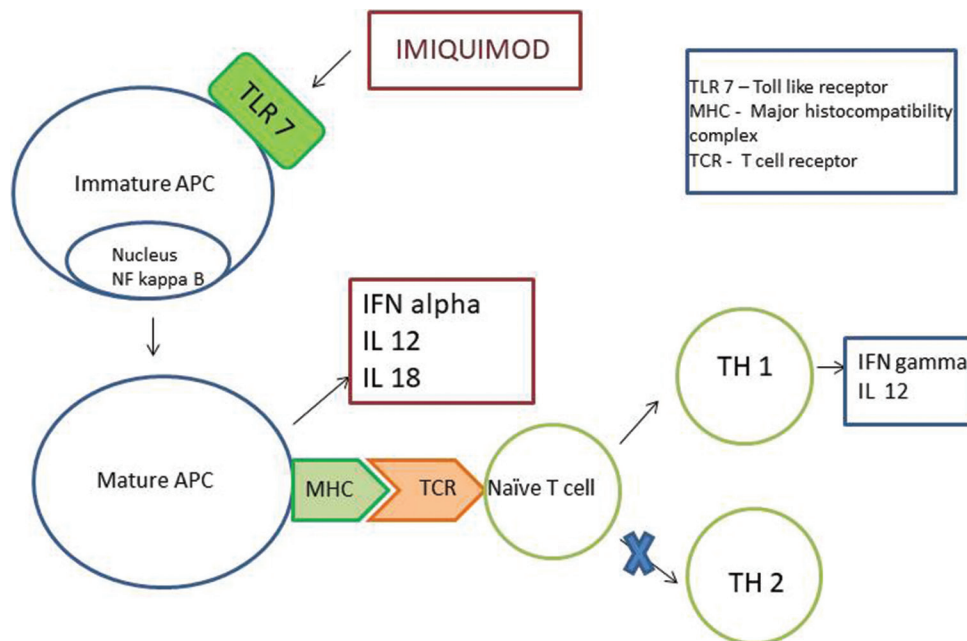 IMIQUIMOD
TLR 7
TLR 7 – Toll like receptor
MHC - Major histocompatibility
complex
TCR - T cell receptor
Immature APC
Nucleus
NF kappa B
IFN alpha
IL 12
IL 18
TH 1
IFN gamma
IL 12
Mature APC
MHC
TCR
Naïve T cell
TH 2